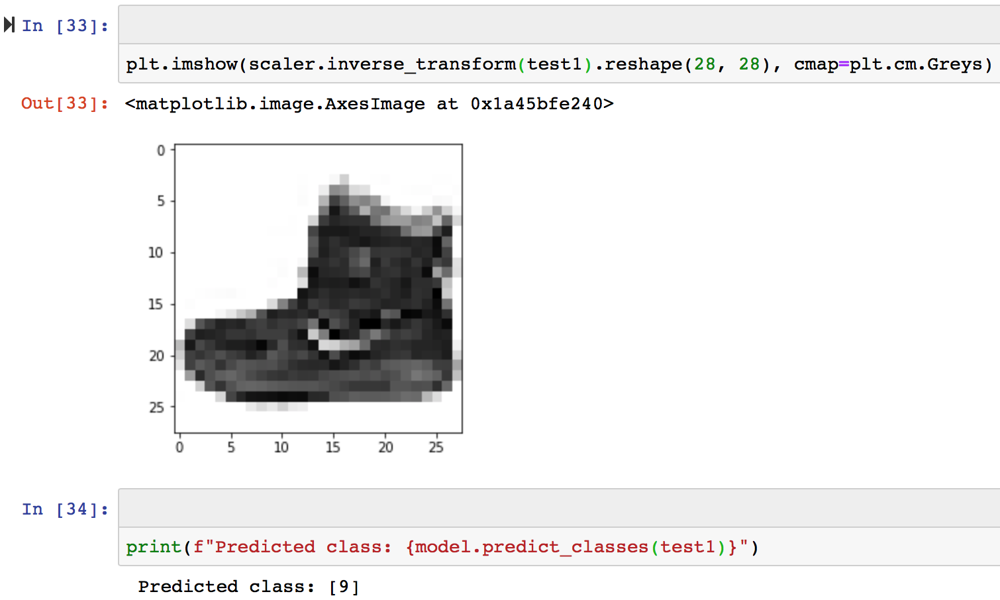 In [33]:
plt.imshow(scaler.inverse_transform(test1).reshape(28, 28), cmap=plt.cm.Greys)
Out[33]: <matplotlib.image.AxesImage at 0x1a45bfe240>
0
5
10
15
20
25
0 5 10 15 20 25
In [34]:
print(f"Predicted class: {model.predict_classes(test1)}")
Predicted class: [9]